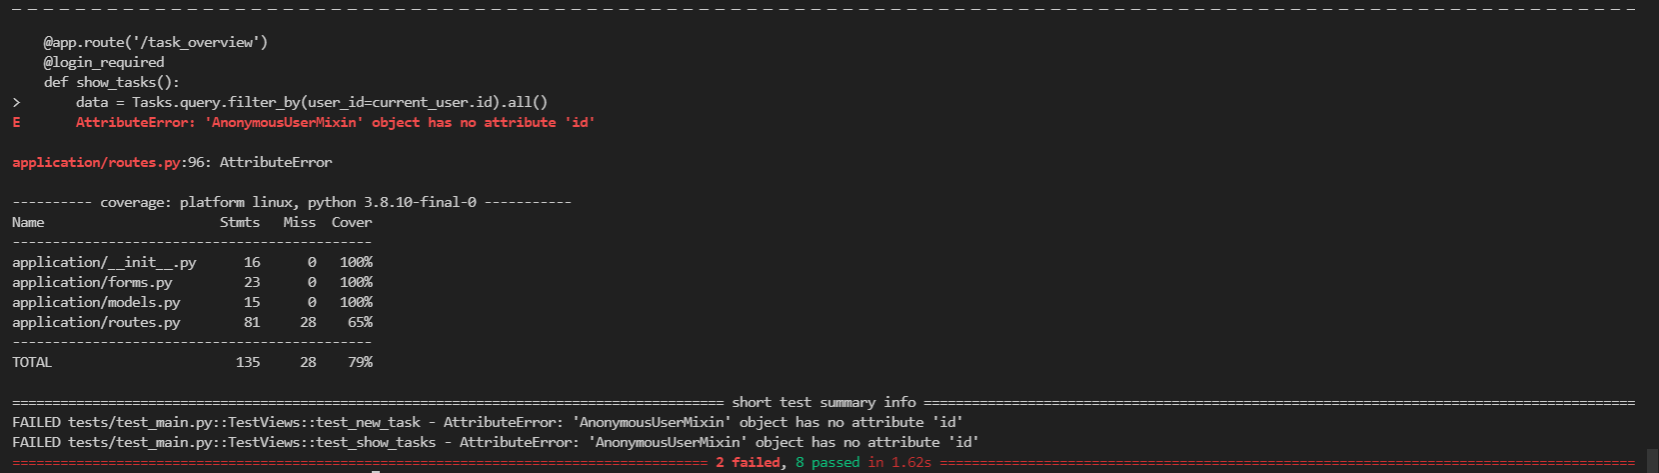 _ _ _ _ _ _ _ _ _ _ _ _ _ _ _ _ _ _ _ _ _ _ _ _ _ _ _ _ _ _ _ _ _ _ _ _ _ _ _ _ _ _ _ _ _ _ _ _ _ _ _ _ _ _ _ _ _ _ _ _ _ _ _ _ _ _ _ _ _ _ _ _ _ _ _ _ _ _ _ _ _ _ _ _ _ _ _ _ _ _ _ _ _ _ _ _ _ _ _ _ _ _
    @app.route('/task_overview')
    @login_required
    def show_tasks():
>       data = Tasks.query.filter_by(user_id=current_user.id).all()
E       AttributeError: 'AnonymousUserMixin' object has no attribute 'id'
application/routes.py:96: AttributeError
---------- coverage: platform linux, python 3.8.10-final-0 -----------
Name                      Stmts   Miss  Cover
---------------------------------------------
application/__init__.py      16      0   100%
application/forms.py         23      0   100%
application/models.py        15      0   100%
application/routes.py        81     28    65%
---------------------------------------------
TOTAL                       135     28    79%
========================================================================================= short test summary info =========================================================================================
FAILED tests/test_main.py::TestViews::test_new_task - AttributeError: 'AnonymousUserMixin' object has no attribute 'id'
FAILED tests/test_main.py::TestViews::test_show_tasks - AttributeError: 'AnonymousUserMixin' object has no attribute 'id'
======================================================================================= 2 failed, 8 passed in 1.62s =======================================================================================